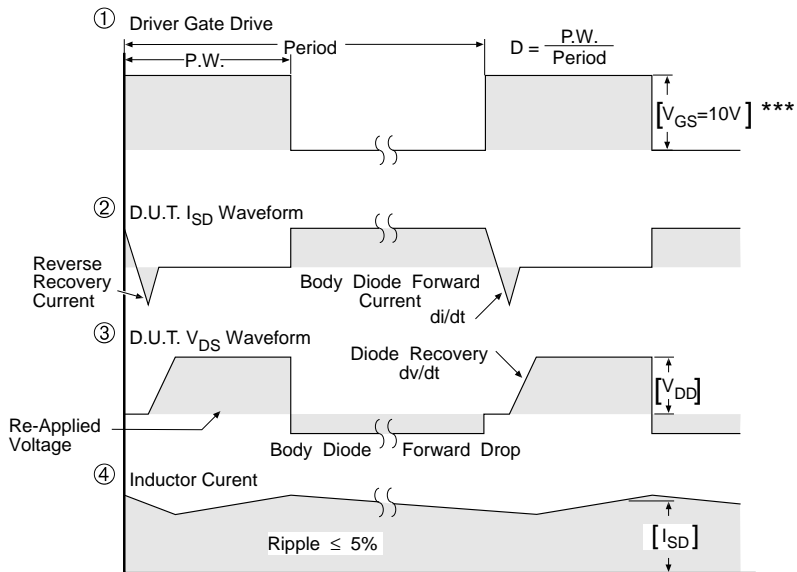 ① Driver Gate Drive
P.W.
Period
D = P.W. / Period
[VGS=10V] ***
② D.U.T. ISD Waveform
Reverse
Recovery
Current
Body Diode Forward
Current
di/dt
③ D.U.T. VDS Waveform
Diode Recovery
dv/dt
[VDD]
Re-Applied
Voltage
Body Diode Forward Drop
④ Inductor Curent
Ripple ≤ 5%
[ISD]